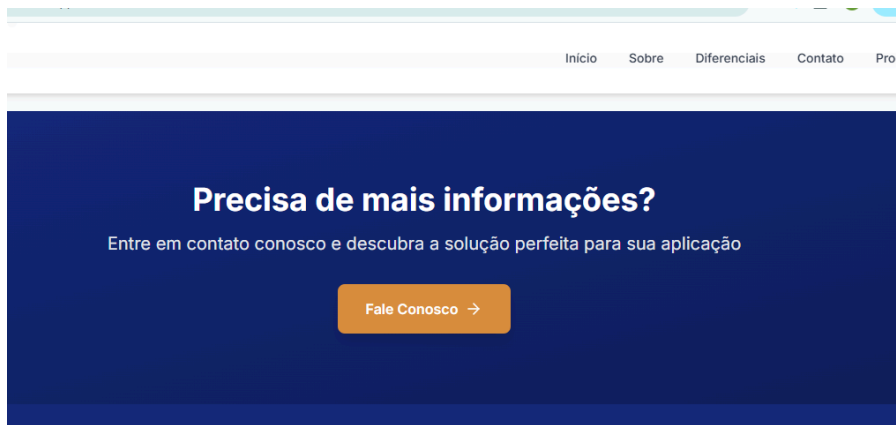 Início Sobre Diferenciais Contato
Precisa de mais informações?
Entre em contato conosco e descubra a solução perfeita para sua aplicação
Fale Conosco →